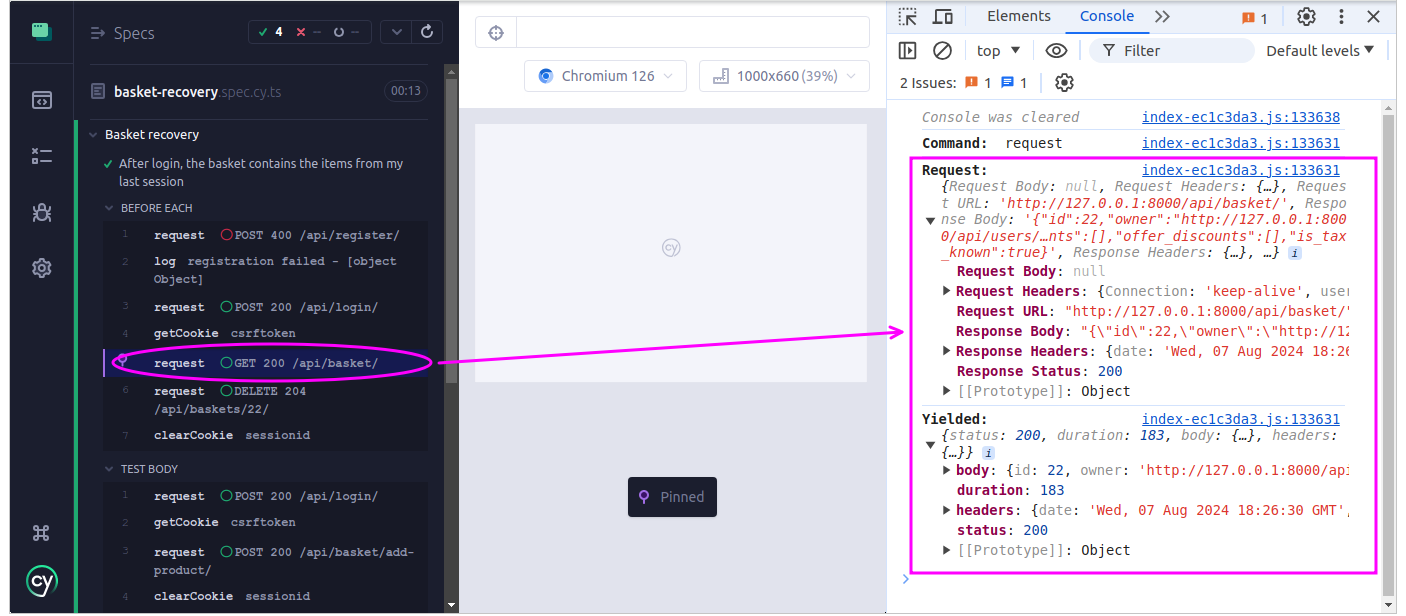 Specs
4
--
--
basket-recovery.spec.cy.ts
00:13
Basket recovery
After login, the basket contains the items from my
last session
BEFORE EACH
1 request POST 400 /api/register/
2 log registration failed - [object
Object]
3 request POST 200 /api/login/
4 getCookie csrftoken
request GET 200 /api/basket/
6 request DELETE 204
/api/baskets/22/
7 clearCookie sessionid
TEST BODY
1 request POST 200 /api/login/
2 getCookie csrftoken
3 request POST 200 /api/basket/add-
product/
4 clearCookie sessionid
cy
Chromium 126
1000x660 (39%)
cy
Pinned
Elements
Console
1
top
Filter
Default levels
2 Issues: 1 1
Console was cleared index-ec1c3da3.js:133638
Command: request index-ec1c3da3.js:133631
Request: index-ec1c3da3.js:133631
{Request Body: null, Request Headers: {…}, Reques
t URL: 'http://127.0.0.1:8000/api/basket/', Respo
nse Body: '{"id":22,"owner":"http://127.0.0.1:800
0/api/users/…nts":[],"offer_discounts":[],"is_tax
_known":true}', Response Headers: {…}, …} i
Request Body: null
Request Headers: {Connection: 'keep-alive', user
Request URL: "http://127.0.0.1:8000/api/basket/"
Response Body: "{\"id\":22,\"owner\":\"http://12
Response Headers: {date: 'Wed, 07 Aug 2024 18:26
Response Status: 200
[[Prototype]]: Object
Yielded: index-ec1c3da3.js:133631
{status: 200, duration: 183, body: {…}, headers:
{…}} i
body: {id: 22, owner: 'http://127.0.0.1:8000/api
duration: 183
headers: {date: 'Wed, 07 Aug 2024 18:26:30 GMT',
status: 200
[[Prototype]]: Object